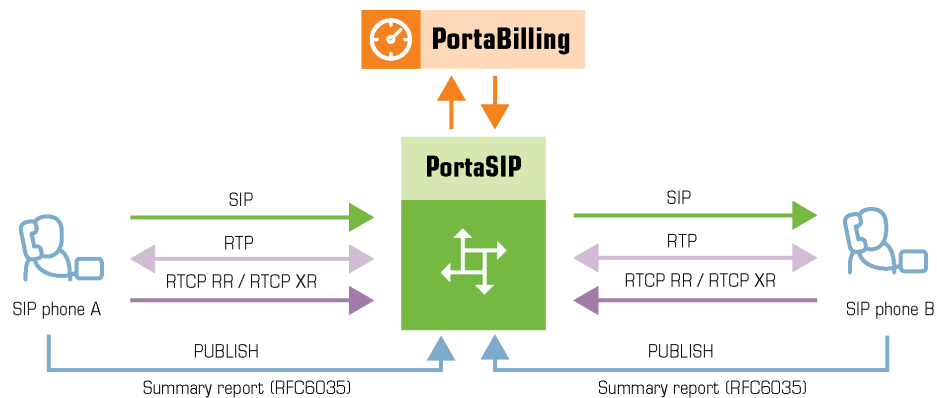 PortaBilling
PortaSIP
SIP
RTP
RTCP RR / RTCP XR
SIP phone A
PUBLISH
Summary report (RFC6035)
SIP
RTP
RTCP RR / RTCP XR
SIP phone B
PUBLISH
Summary report (RFC6035)